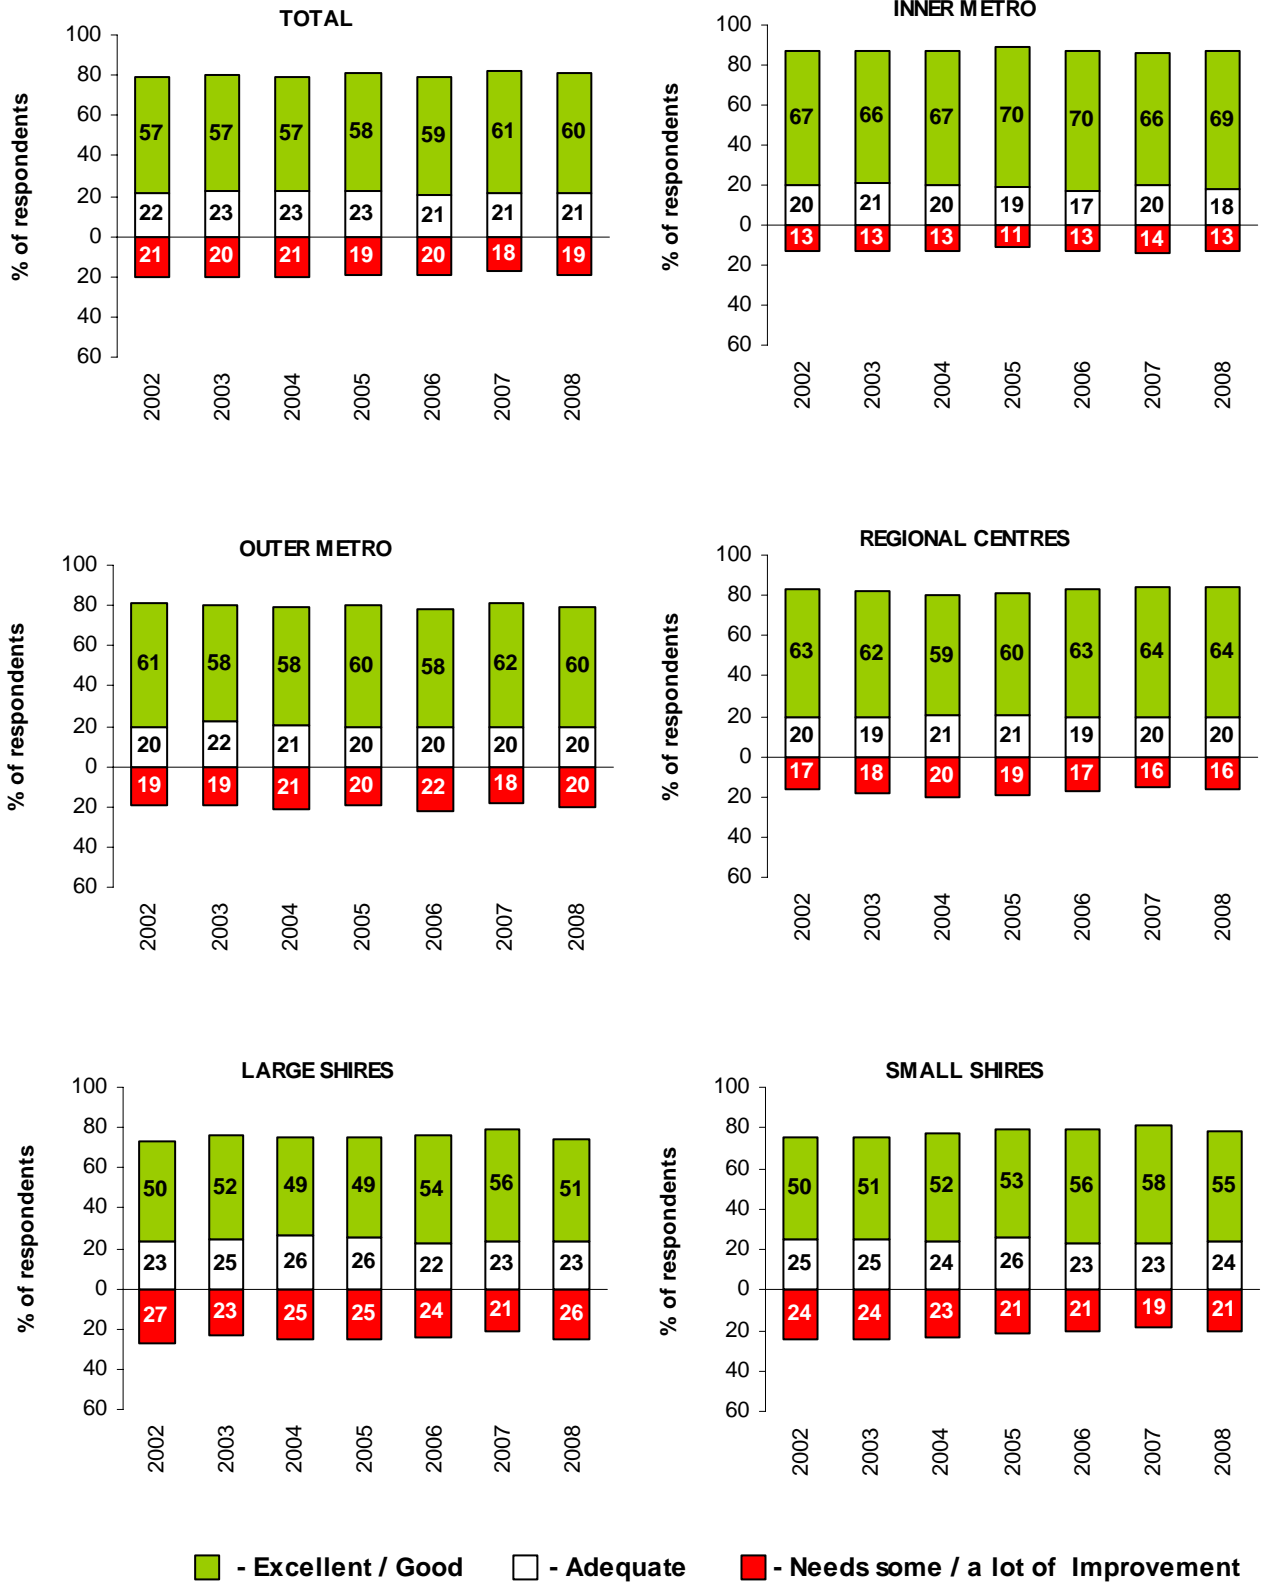 TOTAL
% of respondents
100
80
60
40
20
0
20
40
60
57 57 57 58 59 61 60
22 23 23 23 21 21 21
21 20 21 19 20 18 19
2002 2003 2004 2005 2006 2007 2008
INNER METRO
% of respondents
100
80
60
40
20
0
20
40
60
67 66 67 70 70 66 69
20 21 20 19 17 20 18
13 13 13 11 13 14 13
2002 2003 2004 2005 2006 2007 2008
OUTER METRO
% of respondents
100
80
60
40
20
0
20
40
60
61 58 58 60 58 62 60
20 22 21 20 20 20 20
19 19 21 20 22 18 20
2002 2003 2004 2005 2006 2007 2008
REGIONAL CENTRES
% of respondents
100
80
60
40
20
0
20
40
60
63 62 59 60 63 64 64
20 19 21 21 19 20 20
17 18 20 19 17 16 16
2002 2003 2004 2005 2006 2007 2008
LARGE SHIRES
% of respondents
100
80
60
40
20
0
20
40
60
50 52 49 49 54 56 51
23 25 26 26 22 23 23
27 23 25 25 24 21 26
2002 2003 2004 2005 2006 2007 2008
SMALL SHIRES
% of respondents
100
80
60
40
20
0
20
40
60
50 51 52 53 56 58 55
25 25 24 26 23 23 24
24 24 23 21 21 19 21
2002 2003 2004 2005 2006 2007 2008
- Excellent / Good - Adequate - Needs some / a lot of Improvement